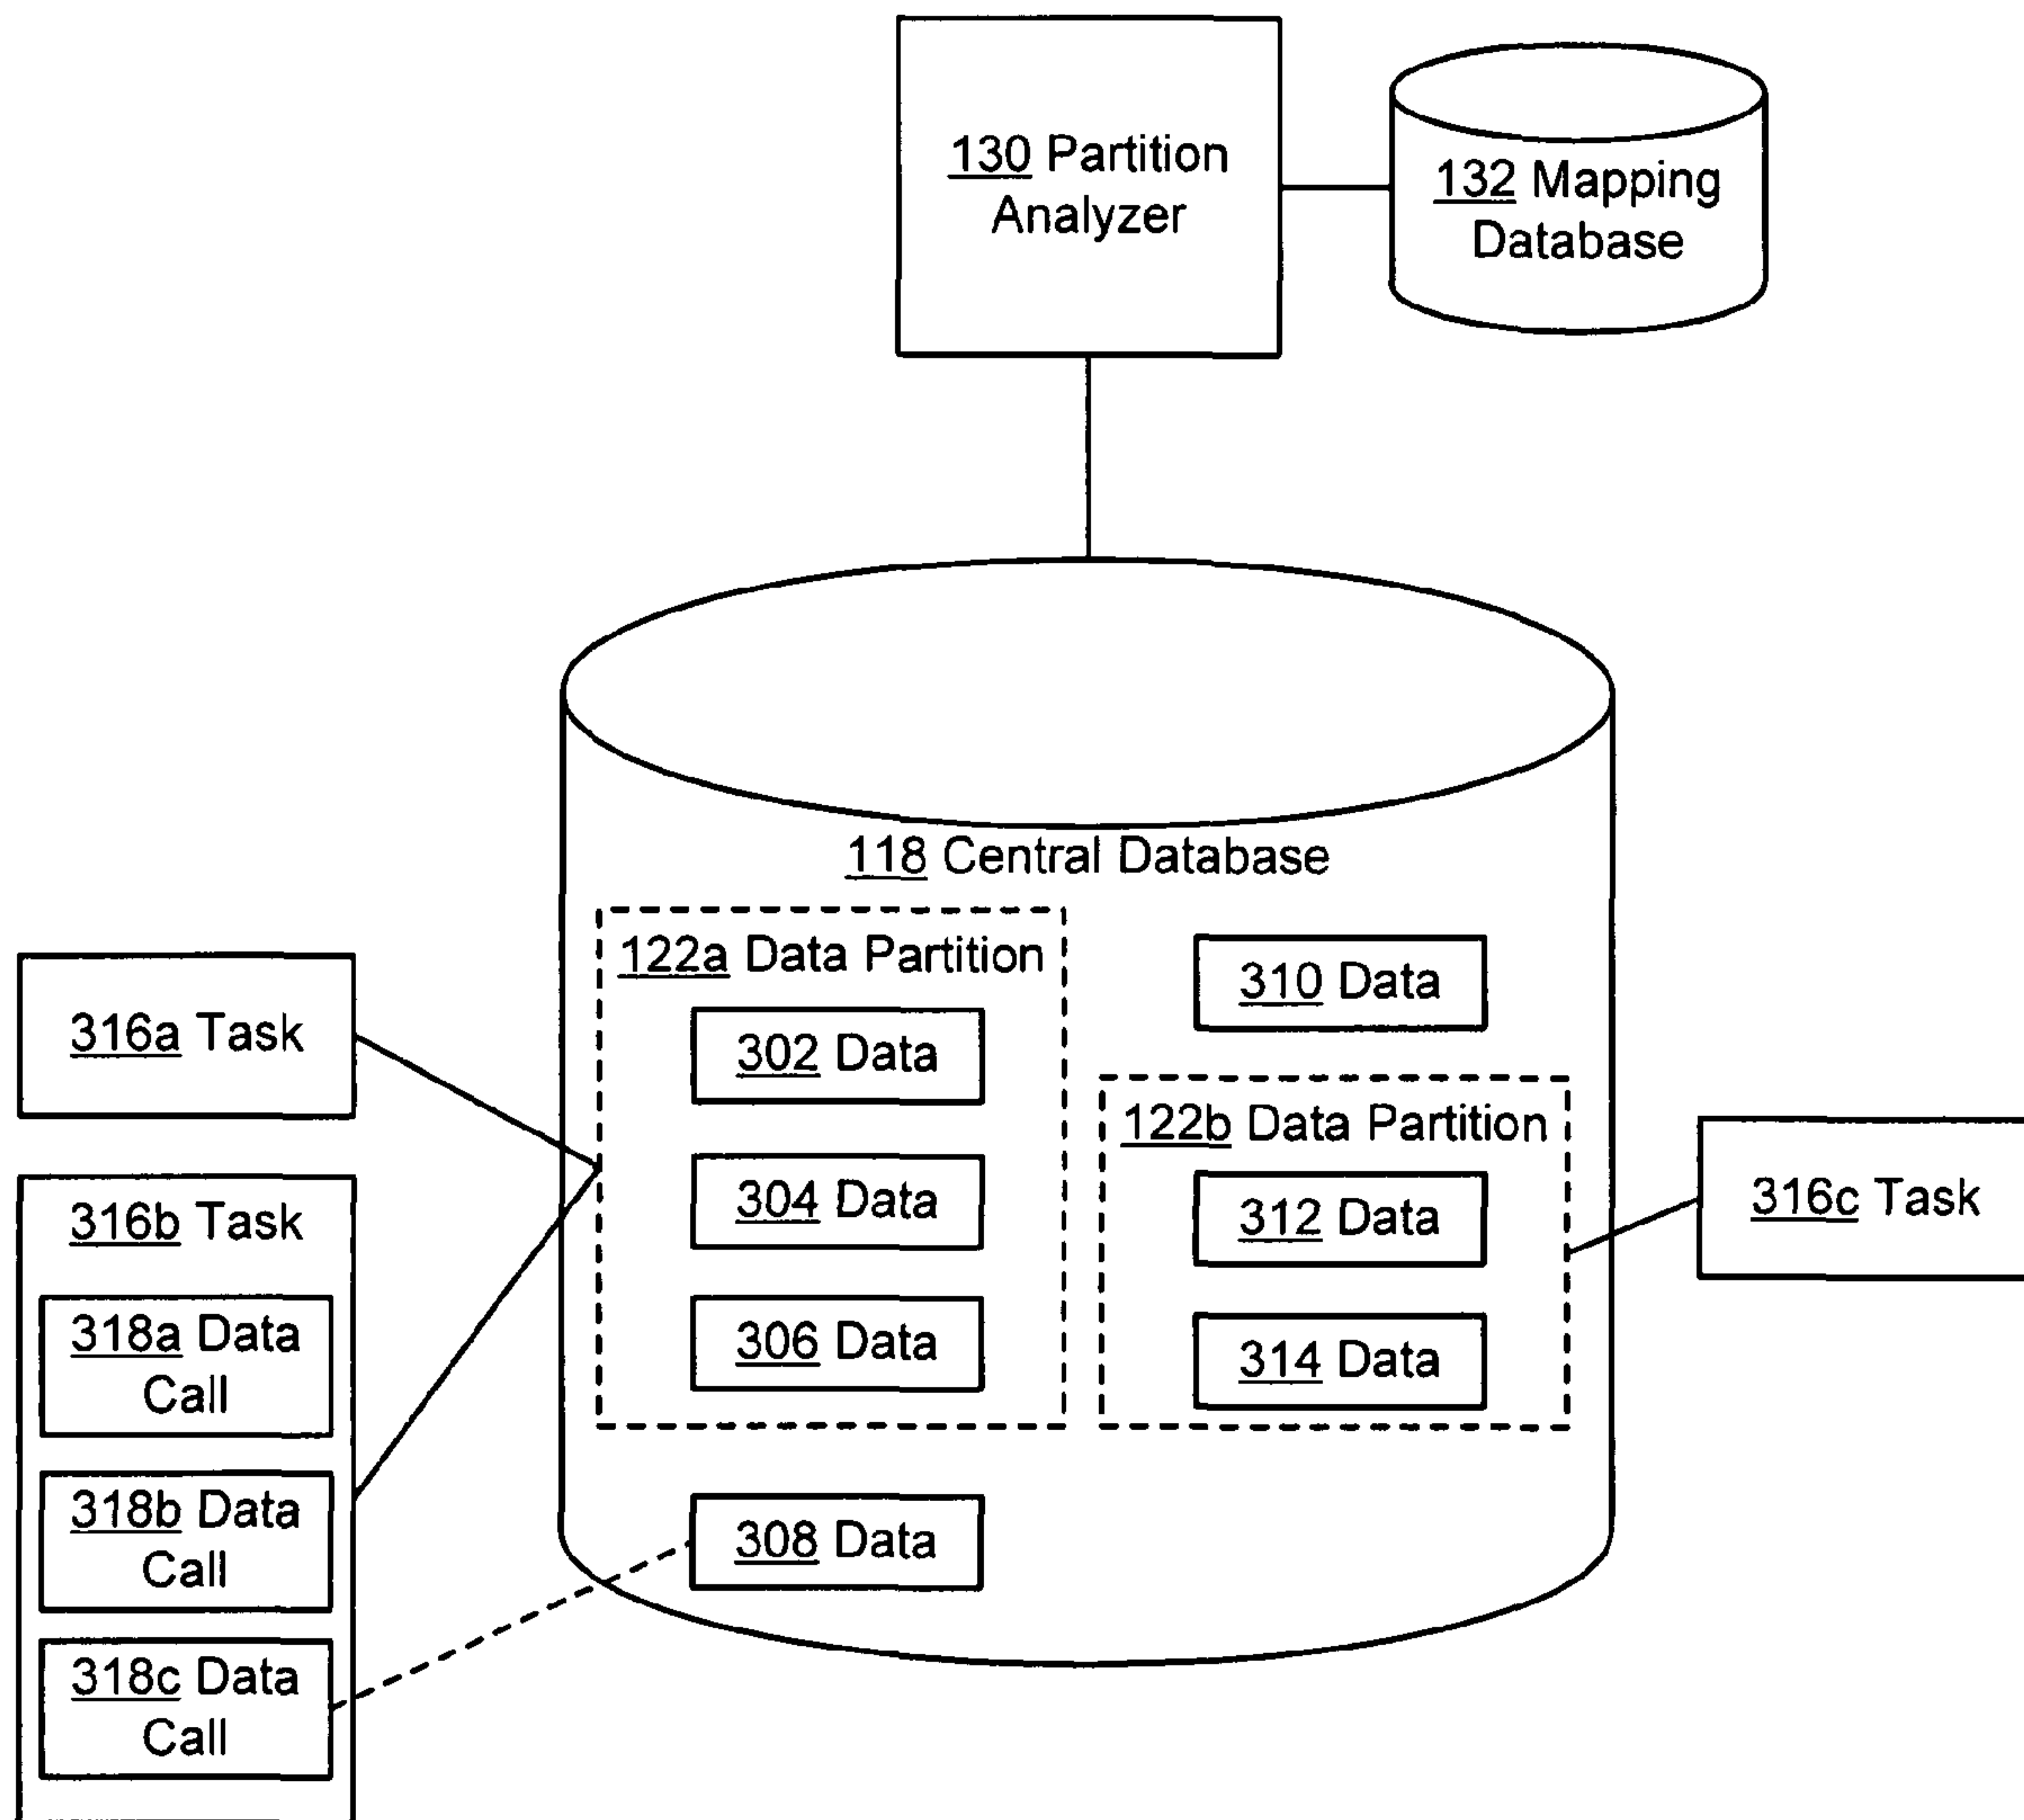 130 Partition
Analyzer
132 Mapping
Database
118 Central Database
122a Data Partition
302 Data
304 Data
306 Data
308 Data
310 Data
122b Data Partition
312 Data
314 Data
316a Task
316b Task
318a Data
Call
318b Data
Call
318c Data
Call
316c Task